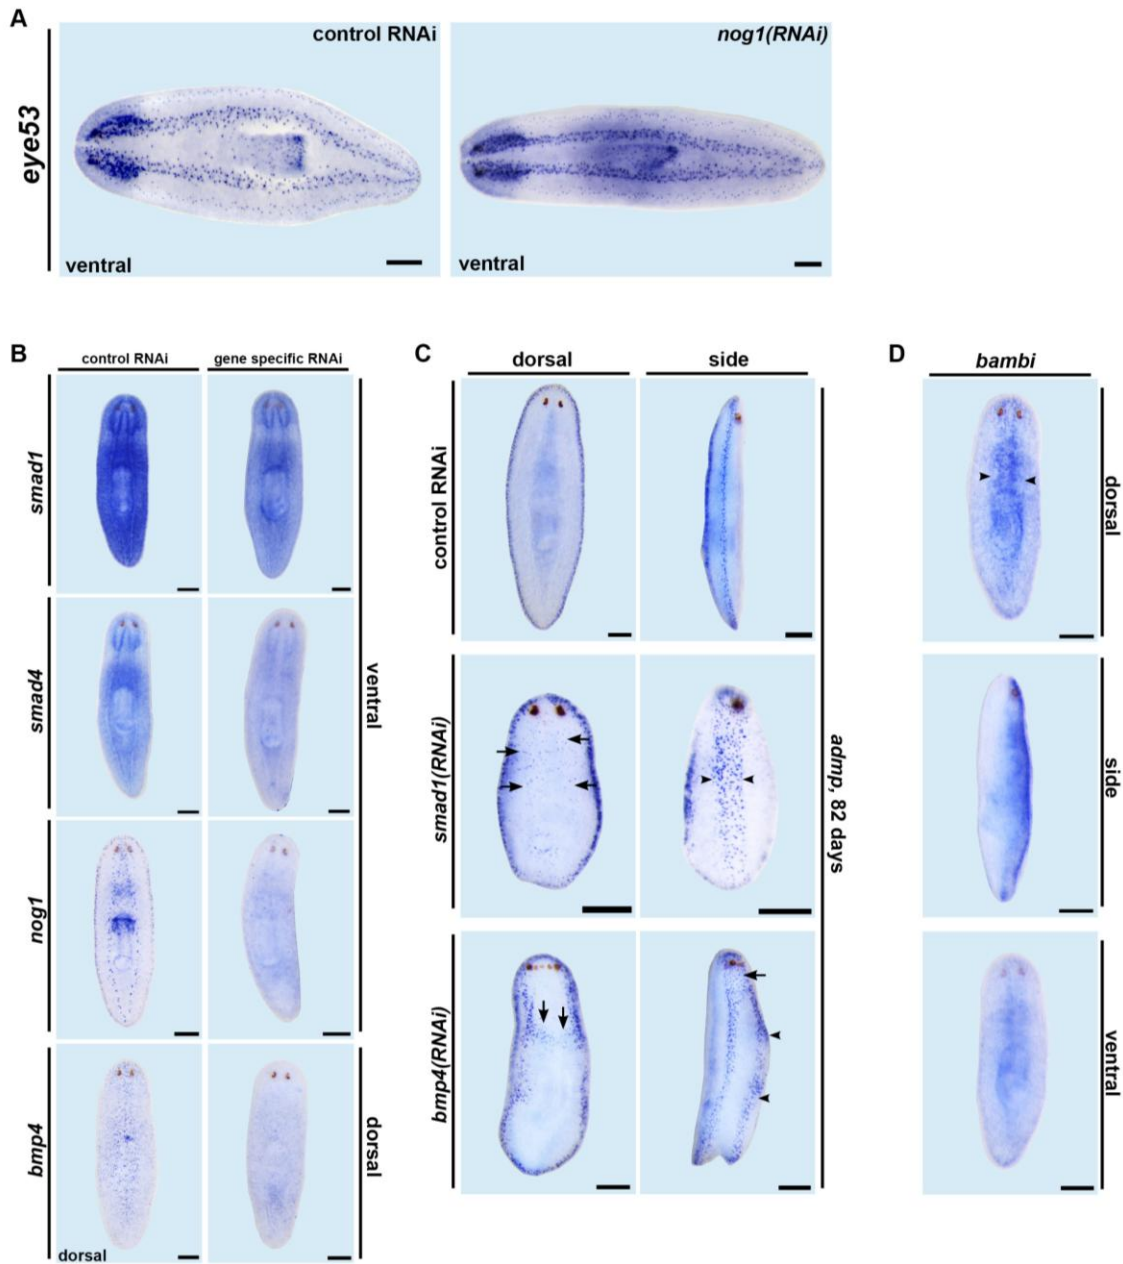 A
control RNAi
nog1(RNAi)
eye53
ventral
ventral
B
control RNAi
gene specific RNAi
smad1
smad4
nog1
bmp4
ventral
dorsal
dorsal
C
dorsal
side
control RNAi
smad1(RNAi)
bmp4(RNAi)
admp, 82 days
D
bambi
dorsal
side
ventral